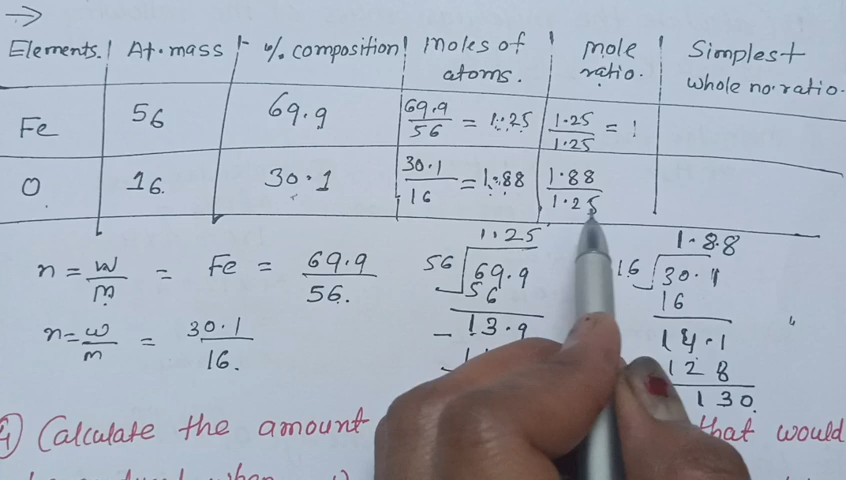 Elements. At. mass % composition moles of atoms. mole ratio. Simplest whole no. ratio.
Fe 56 69.9 69.9/56 = 1.25 1.25/1.25 = 1
O 16 30.1 30.1/16 = 1.88 1.88/1.25
n = w/m = Fe = 69.9/56.
n = w/m = 30.1/16.
1.25
56 69.9
56
- 13.9
1.88
16 30.1
16
14.1
128
130
4) Calculate the amount that would